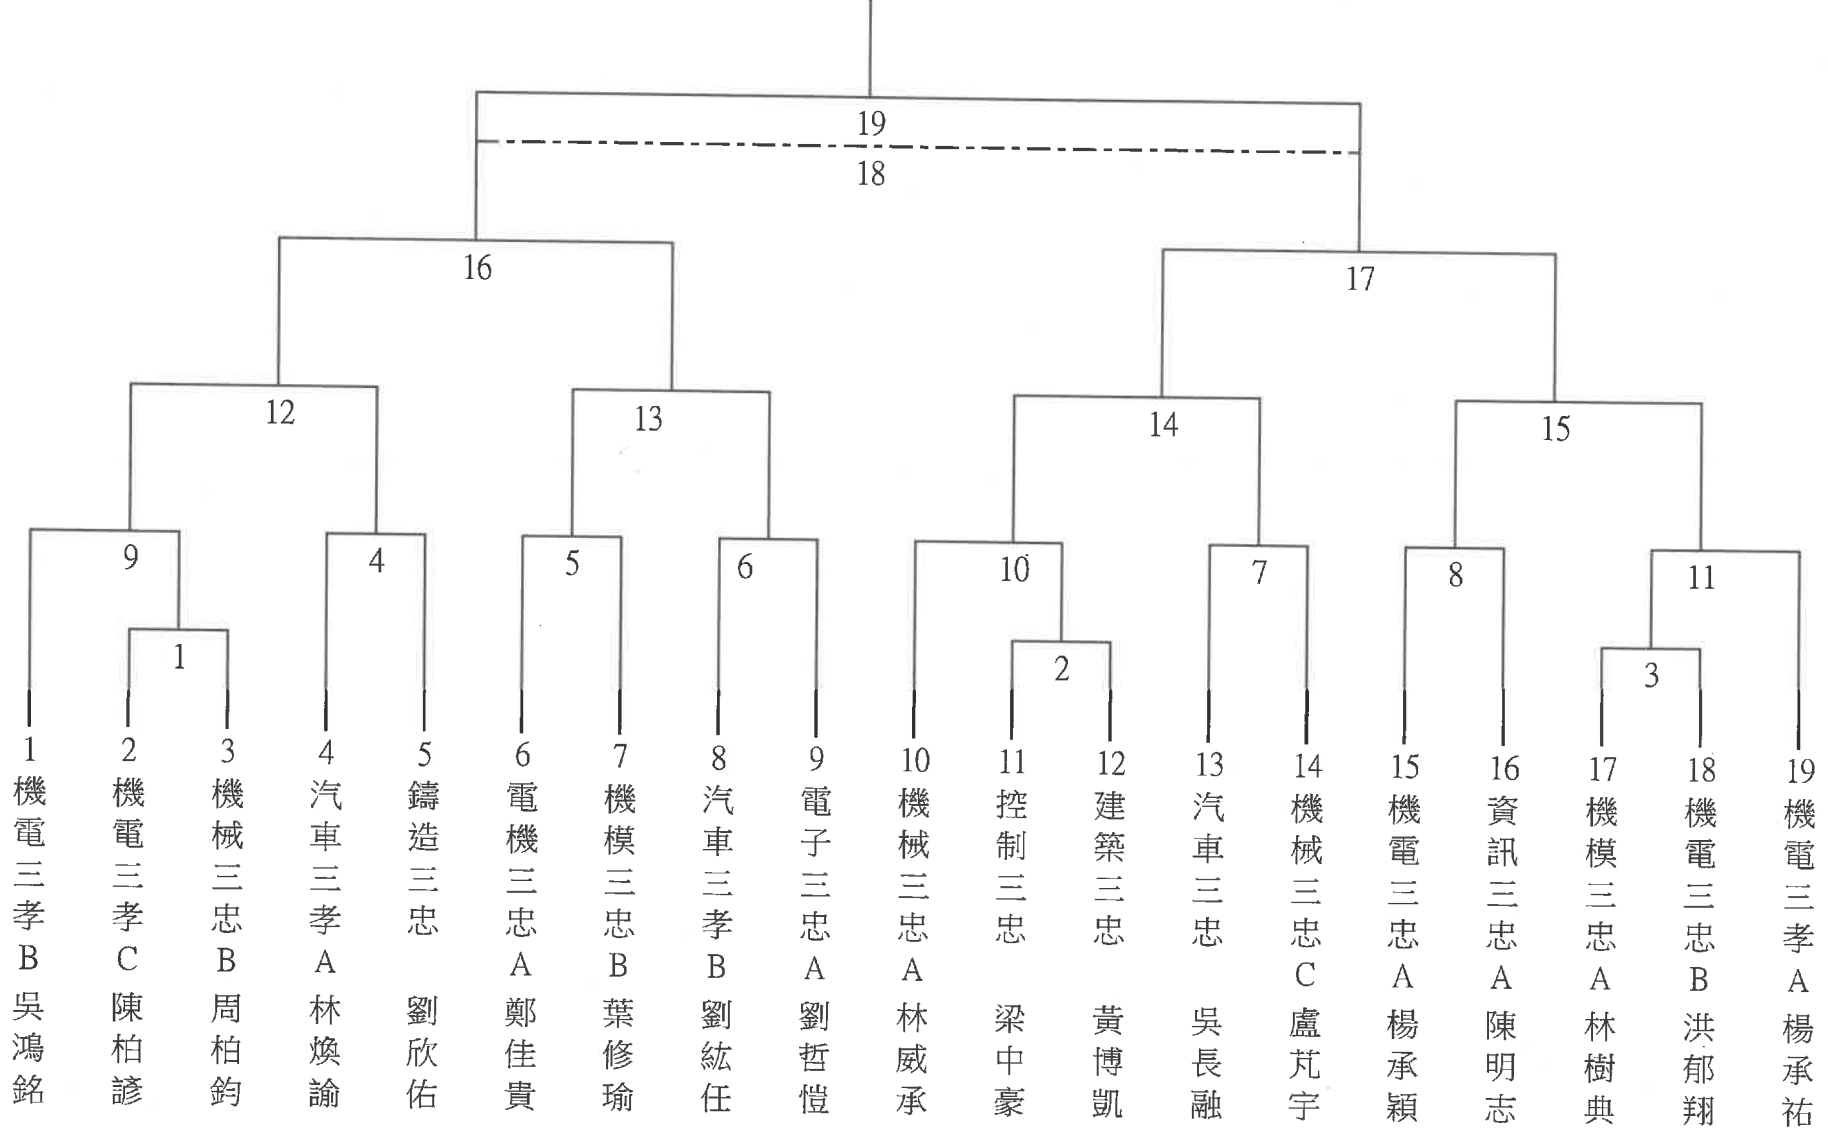 19
18
16
17
12
13
14
15
9
4
5
6
10
7
8
11
1
2
3
1 機電三孝B 吳鴻銘
2 機電三孝C 陳柏諺
3 機械三忠B 周柏鈞
4 汽車三孝A 林煥諭
5 鑄造三忠 劉欣佑
6 電機三忠A 鄭佳貴
7 機模三忠B 葉修瑜
8 汽車三孝B 劉紘任
9 電子三忠A 劉哲愷
10 機械三忠A 林威承
11 控制三忠 梁中豪
12 建築三忠 黃博凱
13 汽車三忠 吳長融
14 機械三忠C 盧芃宇
15 機電三忠A 楊承穎
16 資訊三忠A 陳明志
17 機模三忠A 林樹典
18 機電三忠B 洪郁翔
19 機電三孝A 楊承祐